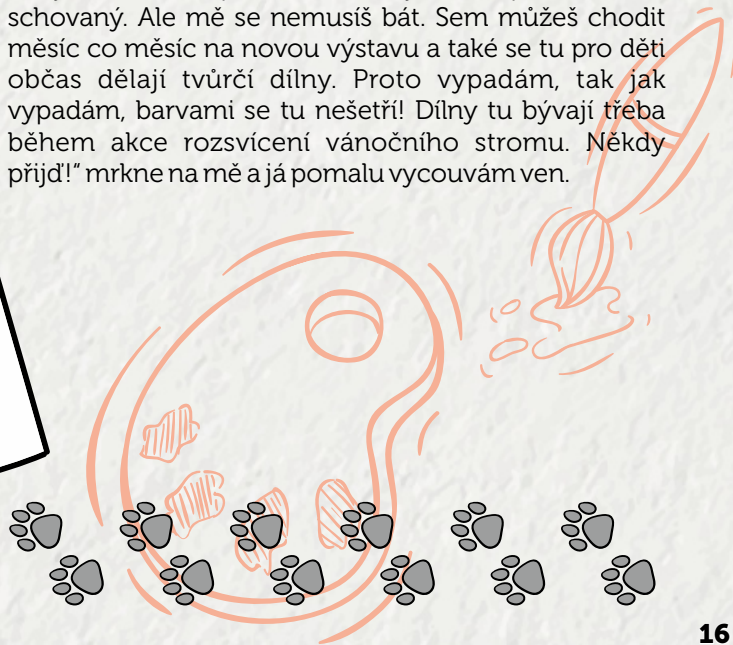 schovaný. Ale mě se nemusíš bát. Sem můžeš chodit
měsíc co měsíc na novou výstavu a také se tu pro děti
občas dělají tvůrčí dílny. Proto vypadám, tak jak
vypadám, barvami se tu nešetří! Dílny tu bývají třeba
během akce rozsvícení vánočního stromu. Někdy
přijď!" mrkne na mě a já pomalu vycouvám ven.
16